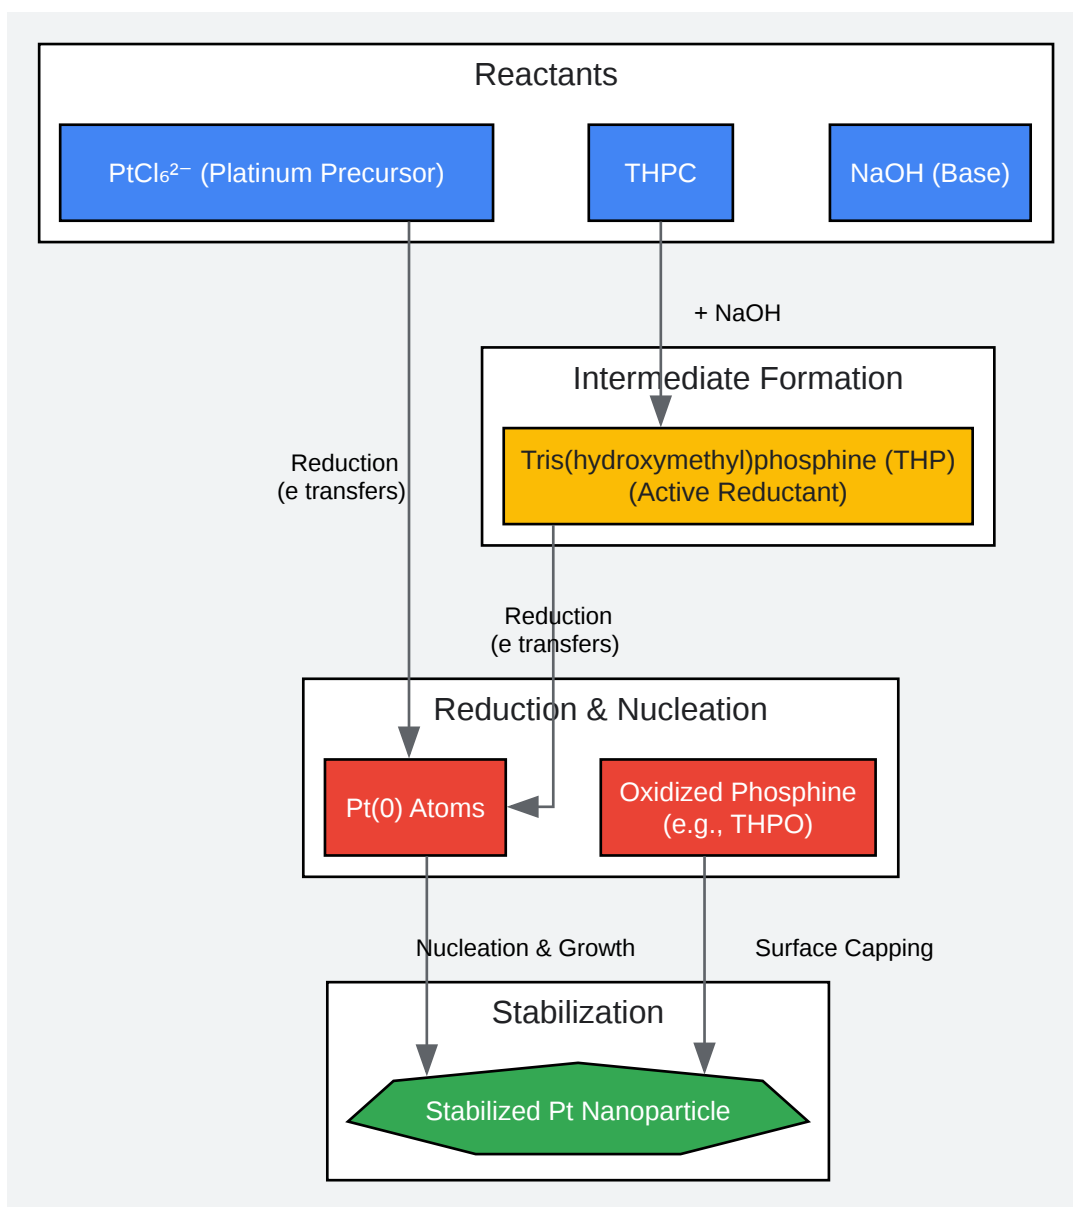 Reactants
PtCl₆²⁻ (Platinum Precursor)
THPC
NaOH (Base)
+ NaOH
Intermediate Formation
Tris(hydroxymethyl)phosphine (THP)
(Active Reductant)
Reduction
(e transfers)
Reduction
(e transfers)
Reduction & Nucleation
Pt(0) Atoms
Oxidized Phosphine
(e.g., THPO)
Nucleation & Growth
Surface Capping
Stabilization
Stabilized Pt Nanoparticle